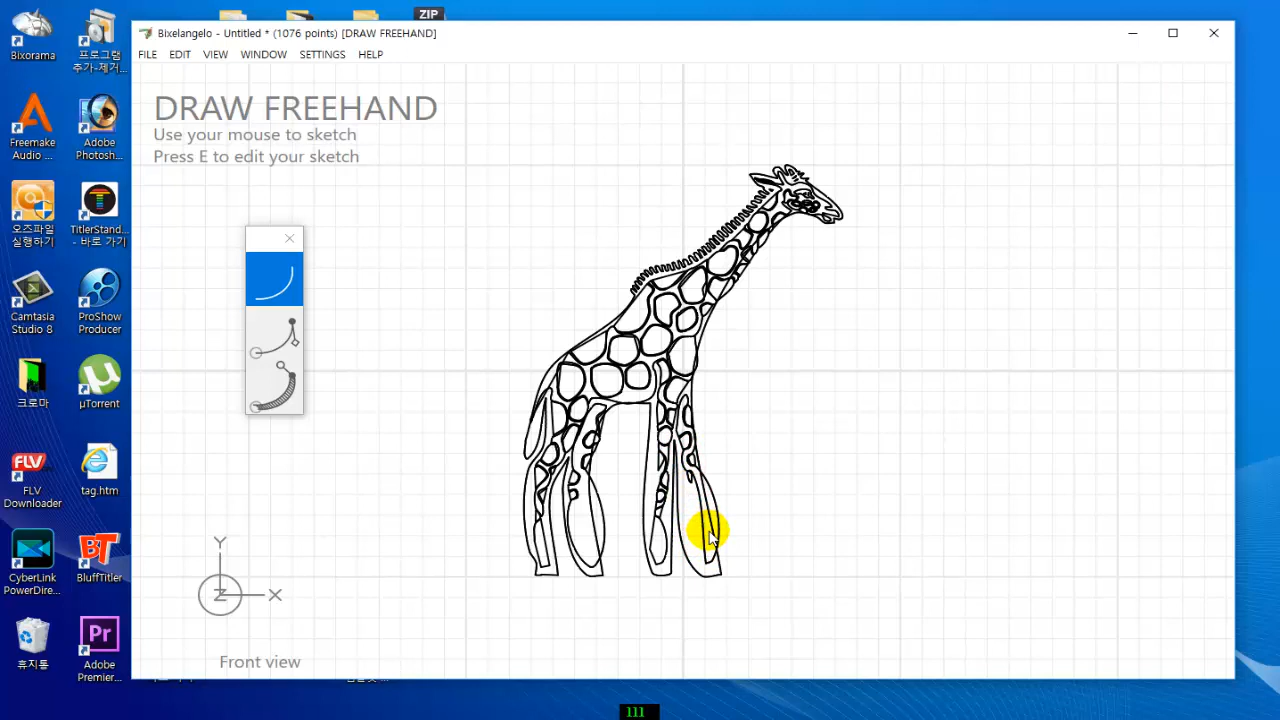 ZIP
Bixelangelo - Untitled * (1076 points) [DRAW FREEHAND]
FILE EDIT VIEW WINDOW SETTINGS HELP
DRAW FREEHAND
Use your mouse to sketch
Press E to edit your sketch
Bixorama
프로그램
추가-제거...
Freemake
Audio ...
Adobe
Photosh...
오즈파일
실행하기
TitlerStand...
- 바로 가기
Camtasia
Studio 8
ProShow
Producer
크로마
µTorrent
FLV
FLV
Downloader
tag.htm
CyberLink
PowerDire...
BT
BluffTitler
휴지통
Pr
Adobe
Premier...
Y
Z
X
Front view
111